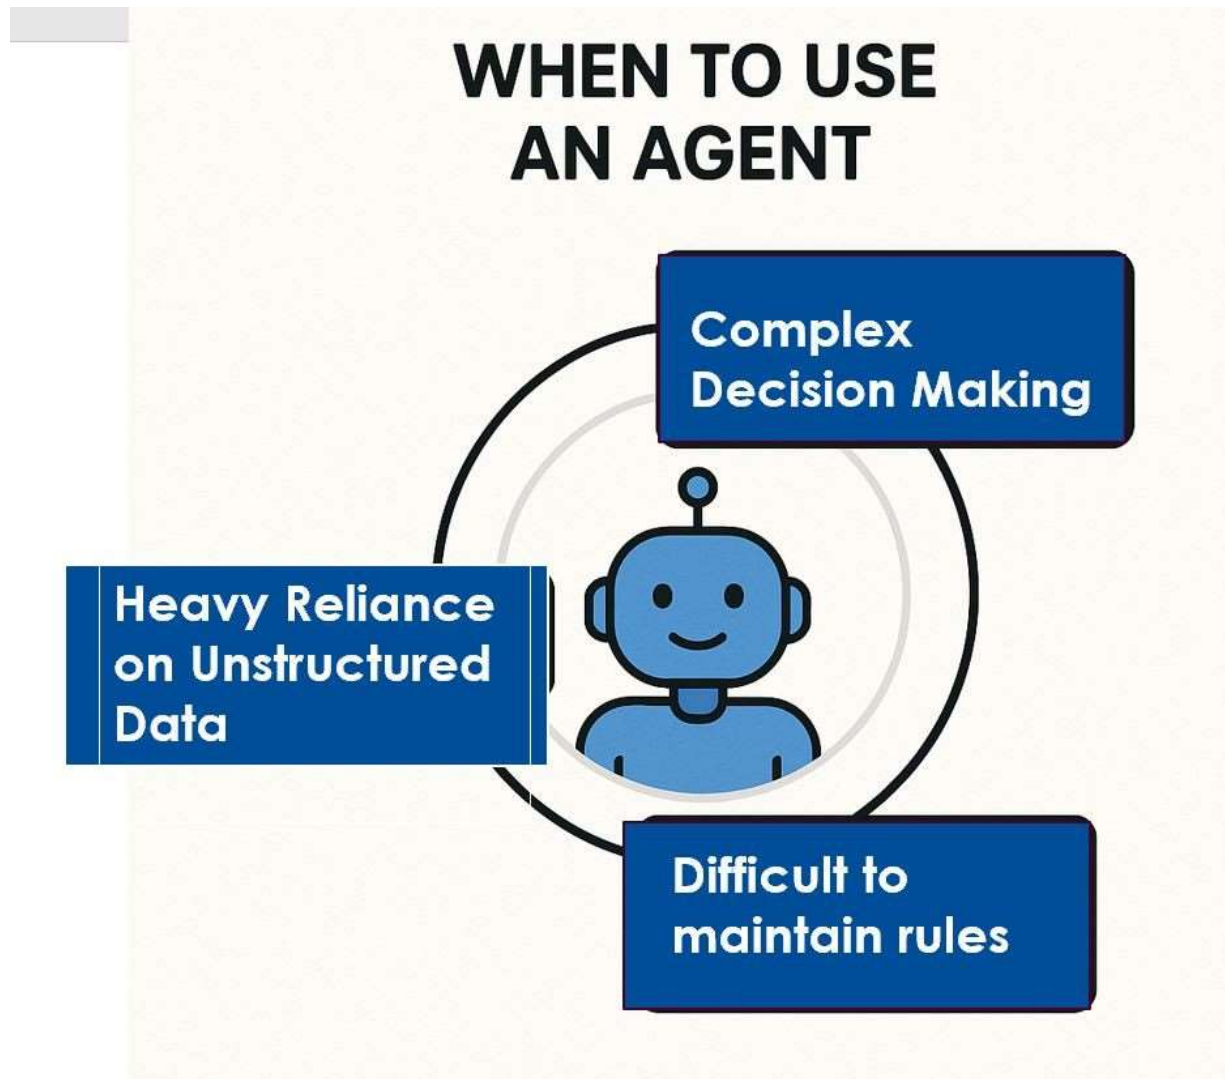 WHEN TO USE
AN AGENT
Complex
Decision Making
Heavy Reliance
on Unstructured
Data
Difficult to
maintain rules